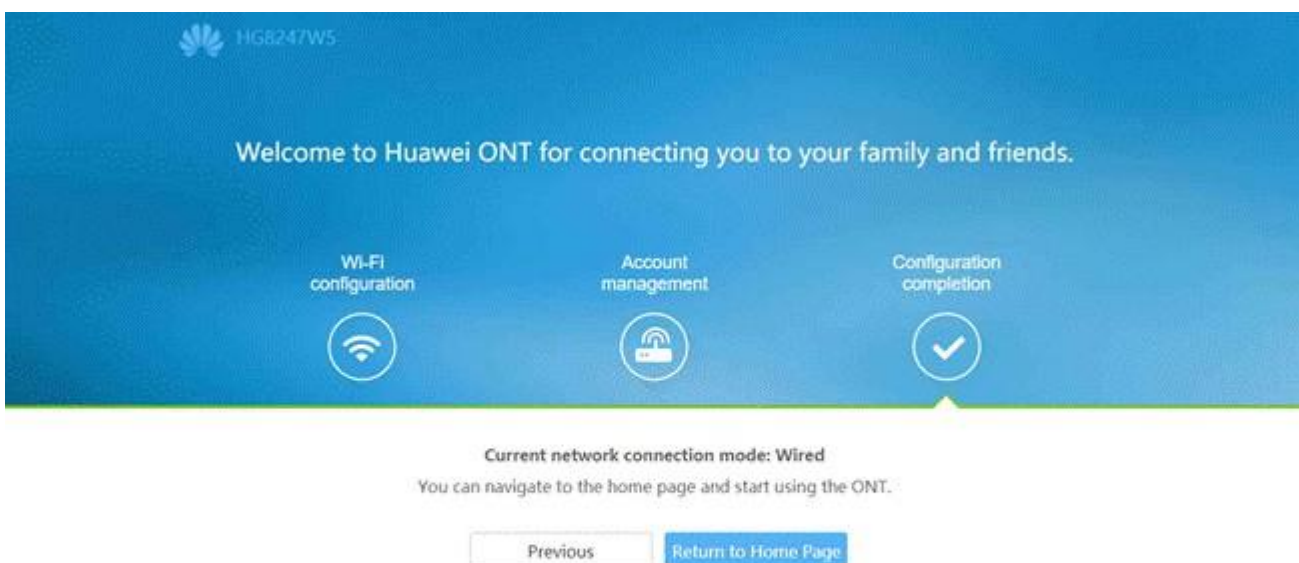 HG8247W5
Welcome to Huawei ONT for connecting you to your family and friends.
Wi-Fi
configuration
Account
management
Configuration
completion
Current network connection mode: Wired
You can navigate to the home page and start using the ONT.
Previous
Return to Home Page